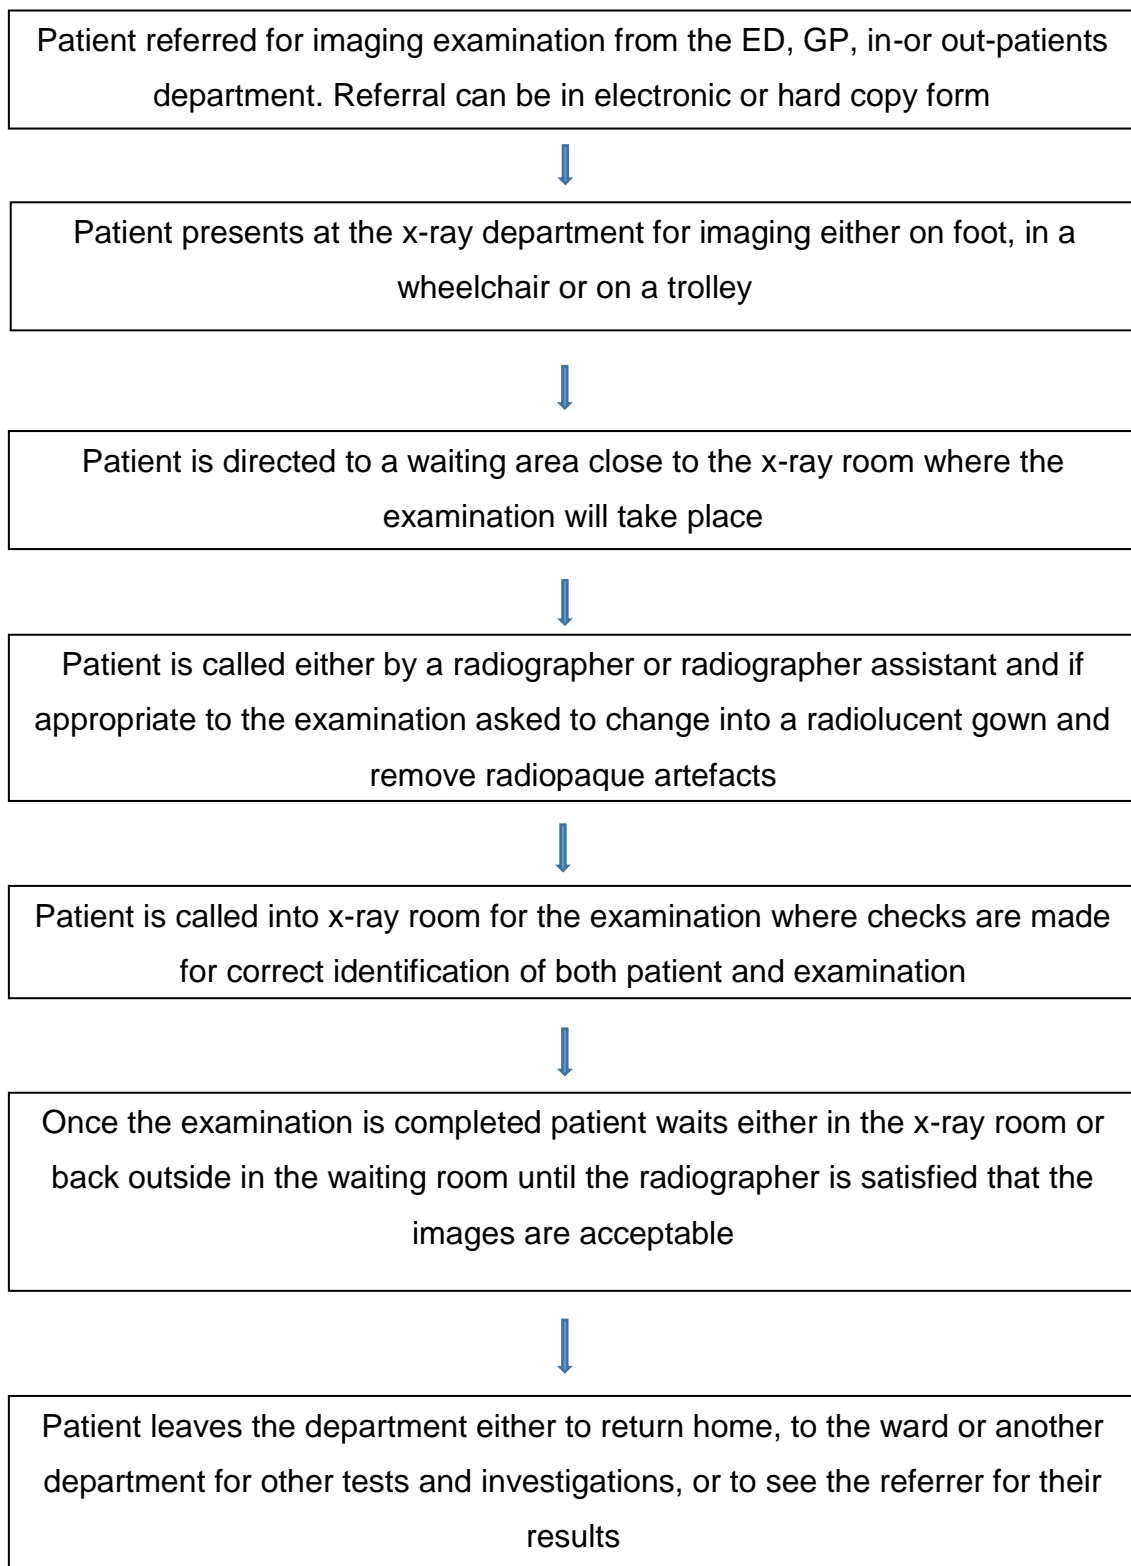 Patient referred for imaging examination from the ED, GP, in-or out-patients
department. Referral can be in electronic or hard copy form
Patient presents at the x-ray department for imaging either on foot, in a
wheelchair or on a trolley
Patient is directed to a waiting area close to the x-ray room where the
examination will take place
Patient is called either by a radiographer or radiographer assistant and if
appropriate to the examination asked to change into a radiolucent gown and
remove radiopaque artefacts
Patient is called into x-ray room for the examination where checks are made
for correct identification of both patient and examination
Once the examination is completed patient waits either in the x-ray room or
back outside in the waiting room until the radiographer is satisfied that the
images are acceptable
Patient leaves the department either to return home, to the ward or another
department for other tests and investigations, or to see the referrer for their
results